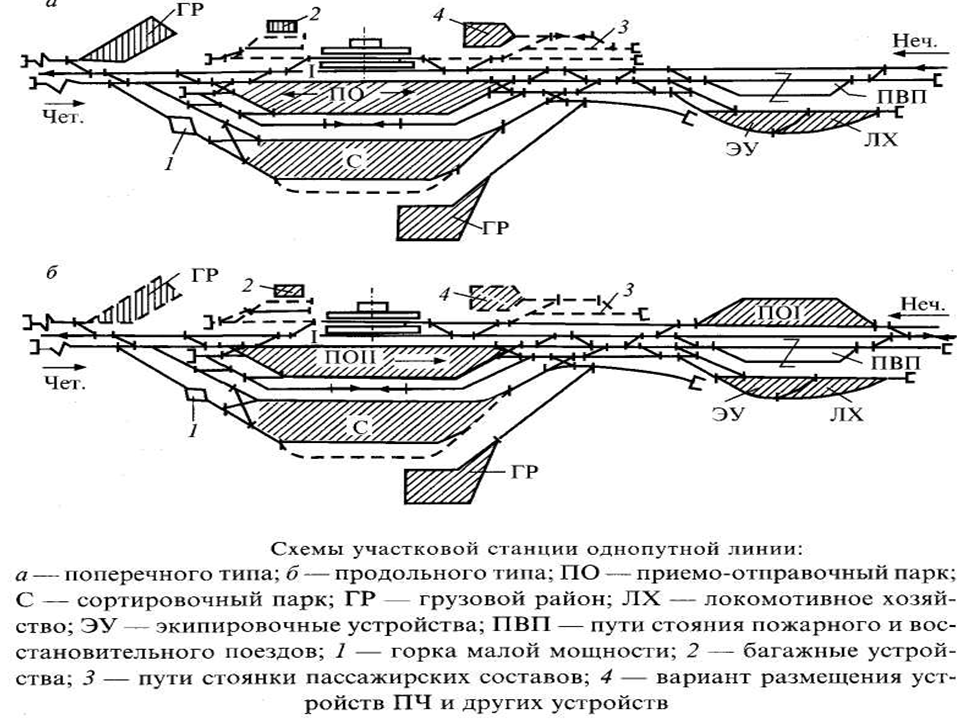 а
ГР
2
4
3
Неч.
I
ПО
ПВП
Чет.
1
С
ЭУ
ЛХ
ГР
б
ГР
2
4
3
ПОI
Неч.
I
ПОII
ПВП
Чет.
1
С
ЭУ
ЛХ
ГР
Схемы участковой станции однопутной линии:
а — поперечного типа; б — продольного типа; ПО — приемо-отправочный парк;
С — сортировочный парк; ГР — грузовой район; ЛХ — локомотивное хозяй-
ство; ЭУ — экипировочные устройства; ПВП — пути стояния пожарного и вос-
становительного поездов; 1 — горка малой мощности; 2 — багажные устрой-
ства; 3 — пути стоянки пассажирских составов; 4 — вариант размещения уст-
ройств ПЧ и других устройств